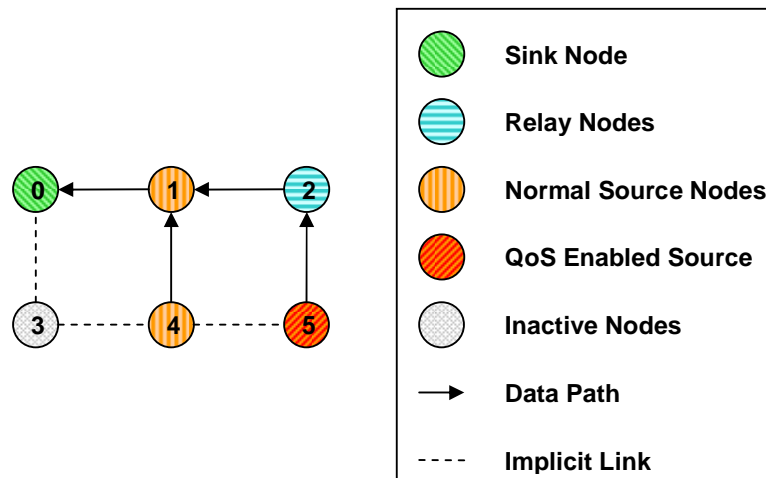 0
1
2
3
4
5
Sink Node
Relay Nodes
Normal Source Nodes
QoS Enabled Source
Inactive Nodes
Data Path
Implicit Link